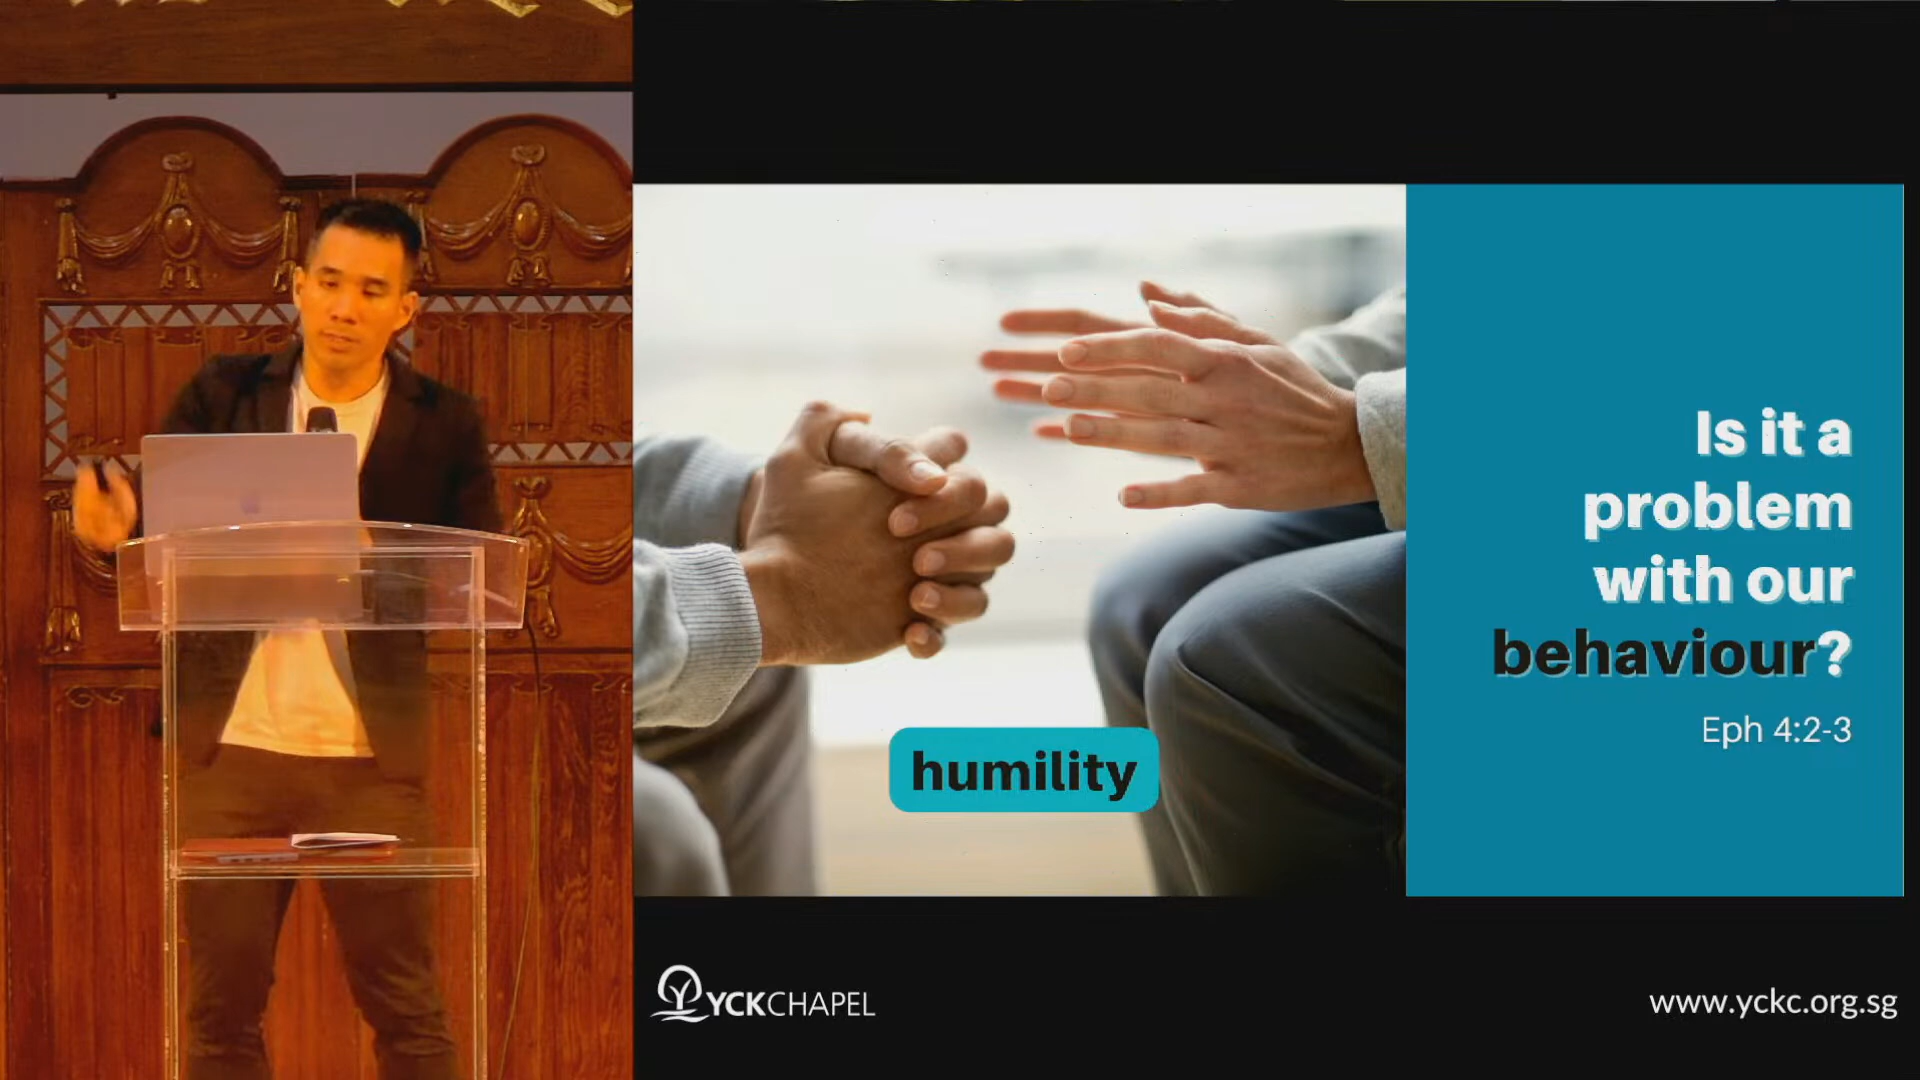 Is it a
problem
with our
behaviour?
Eph 4:2-3
humility
YCKCHAPEL
www.yckc.org.sg